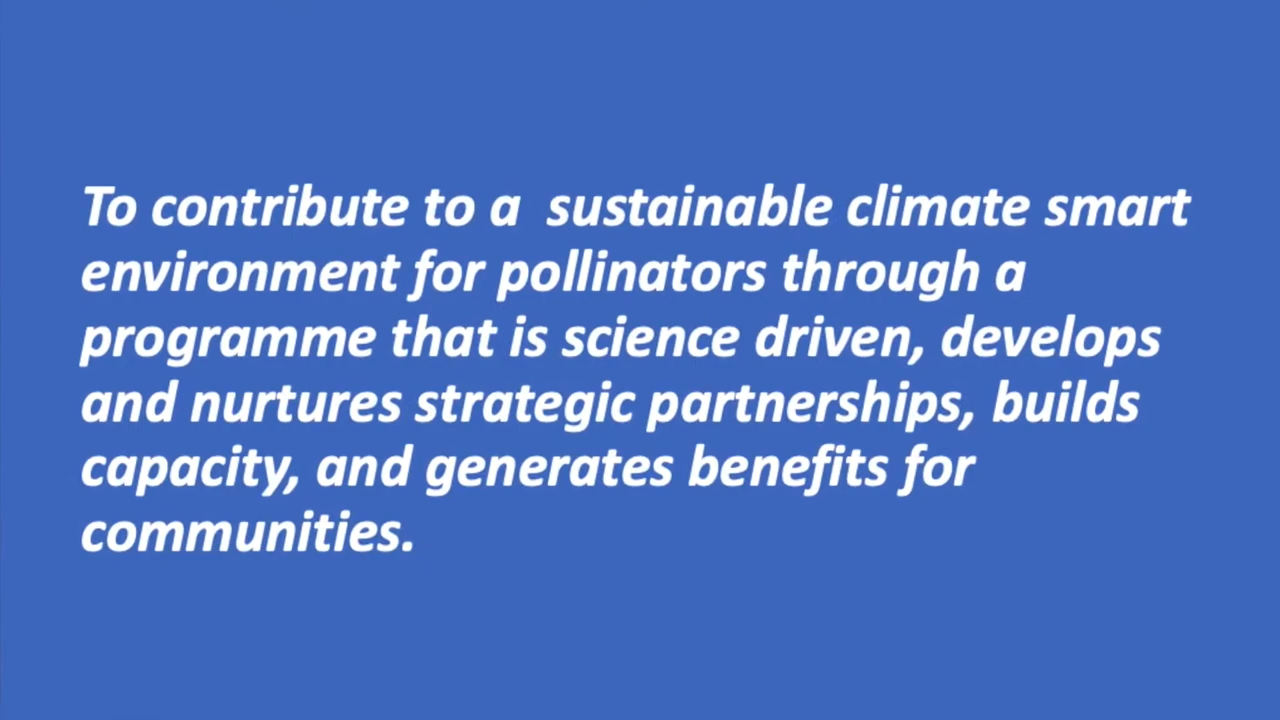 To contribute to a  sustainable climate smart
environment for pollinators through a
programme that is science driven, develops
and nurtures strategic partnerships, builds
capacity, and generates benefits for
communities.